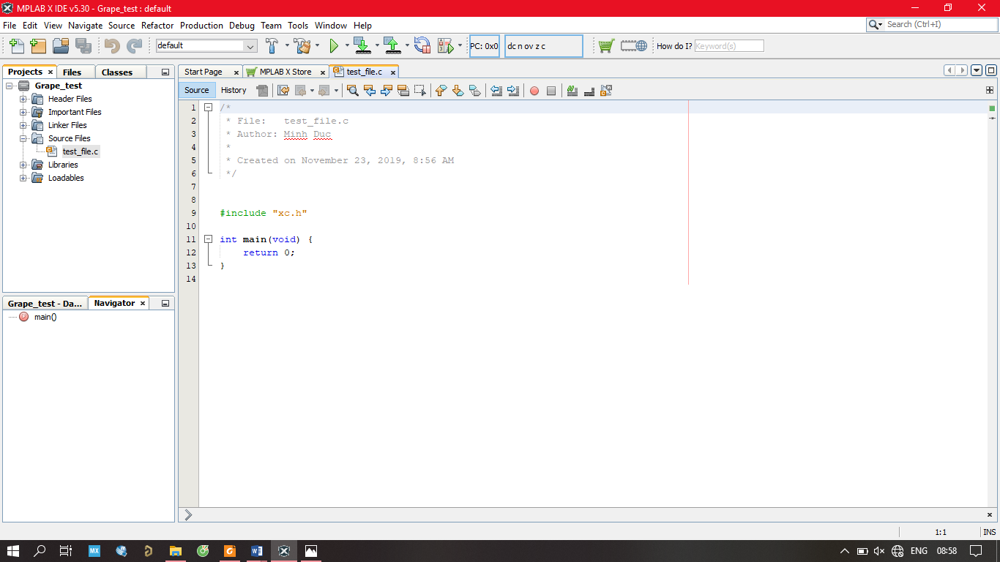 MPLAB X IDE v5.30 - Grape_test : default
File Edit View Navigate Source Refactor Production Debug Team Tools Window Help
Search (Ctrl+I)
default
PC: 0x0
dc n ov z c
How do I? Keyword(s)
Projects Files Classes
Grape_test
Header Files
Important Files
Linker Files
Source Files
test_file.c
Libraries
Loadables
Grape_test - Da... Navigator
main()
Start Page MPLAB X Store test_file.c
Source History
1 /*
2 * File: test_file.c
3 * Author: Minh Duc
4 *
5 * Created on November 23, 2019, 8:56 AM
6 */
7
8
9 #include "xc.h"
10
11 int main(void) {
12 return 0;
13 }
14
1:1 INS
MX
ENG 08:58